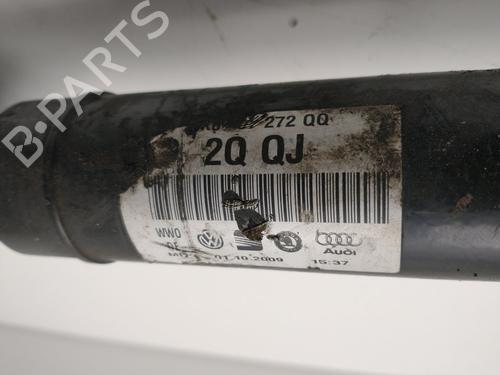 272 QQ
2Q QJ
WWO
DE
Audi
01.10.2009 15:37
B-PARTS